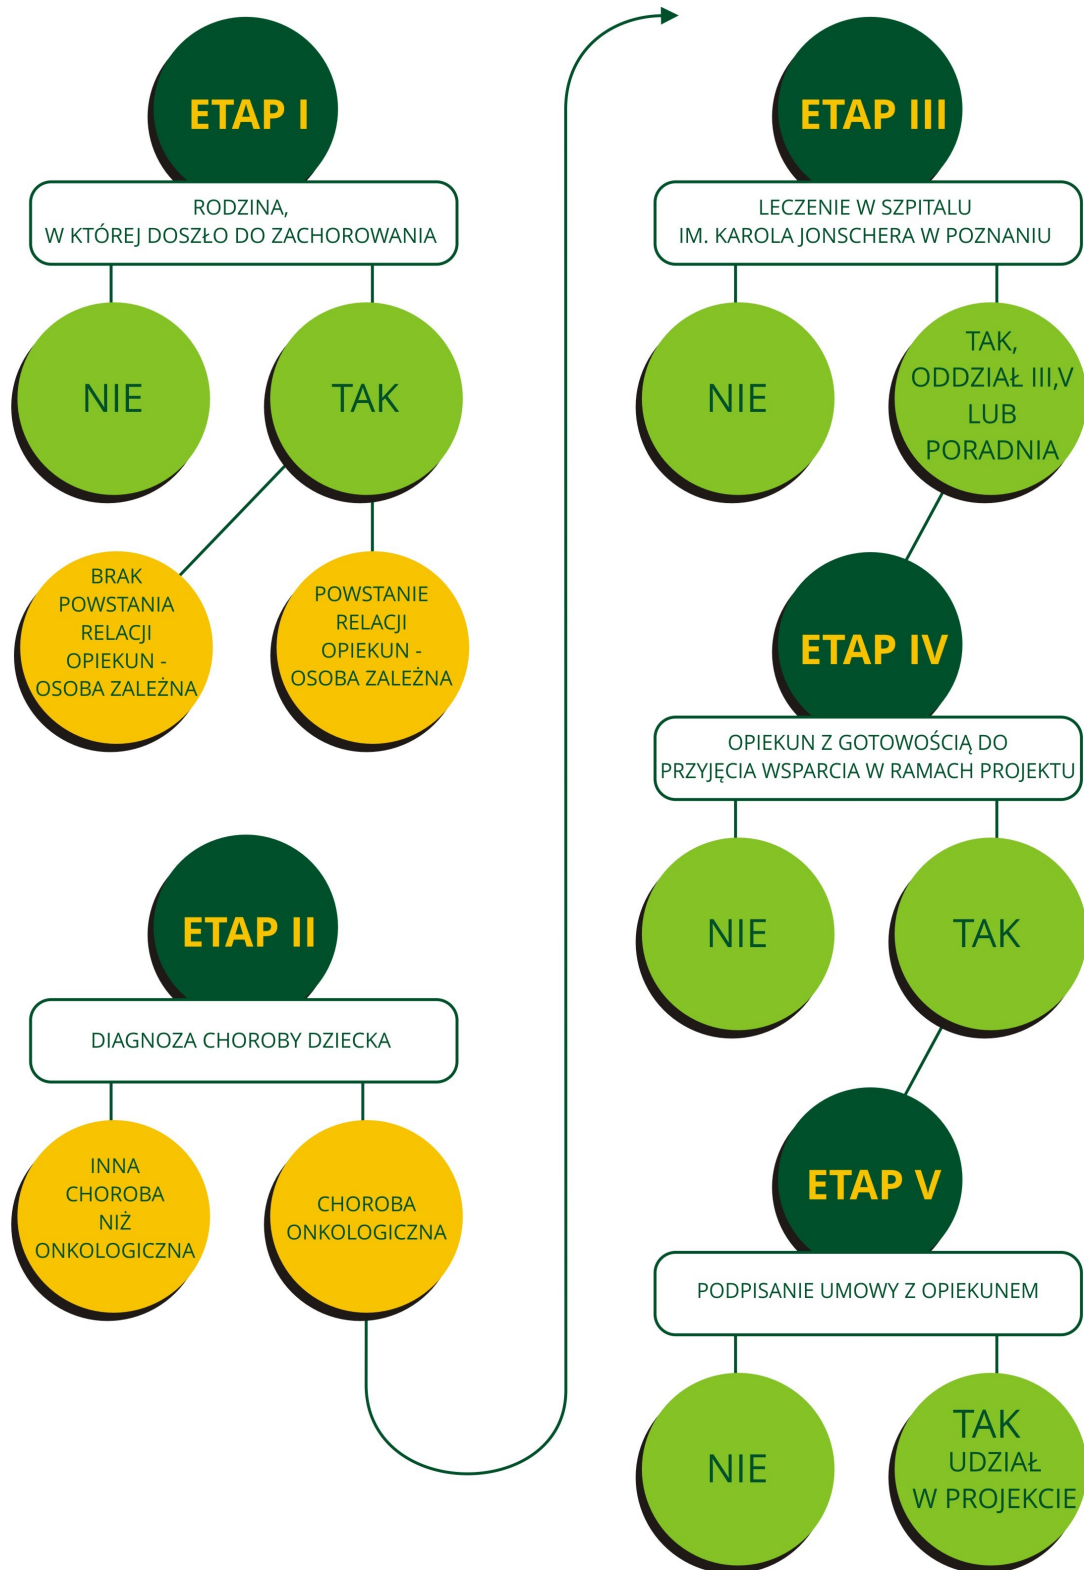 ETAP I
RODZINA,
W KTÓREJ DOSZŁO DO ZACHOROWANIA
NIE
TAK
BRAK
POWSTANIA
RELACJI
OPIEKUN -
OSOBA ZALEŻNA
POWSTANIE
RELACJI
OPIEKUN -
OSOBA ZALEŻNA
ETAP II
DIAGNOZA CHOROBY DZIECKA
INNA
CHOROBA
NIŻ
ONKOLOGICZNA
CHOROBA
ONKOLOGICZNA
ETAP III
LECZENIE W SZPITALU
IM. KAROLA JONSCHERA W POZNANIU
NIE
TAK,
ODDZIAŁ III,V
LUB
PORADNIA
ETAP IV
OPIEKUN Z GOTOWOŚCIĄ DO
PRZYJĘCIA WSPARCIA W RAMACH PROJEKTU
NIE
TAK
ETAP V
PODPISANIE UMOWY Z OPIEKUNEM
NIE
TAK
UDZIAŁ
W PROJEKCIE